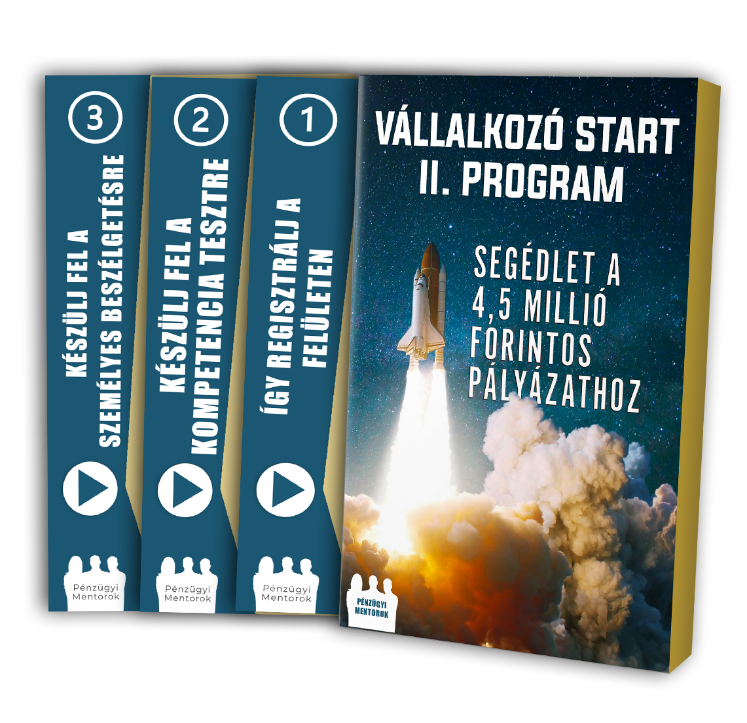 3
KÉSZÜLJ FEL A
SZEMÉLYES BESZÉLGETÉSRE
Pénzügyi
Mentorok
2
KÉSZÜLJ FEL A
KOMPETENCIA TESZTRE
Pénzügyi
Mentorok
1
ÍGY REGISZTRÁLJ A
FELÜLETEN
Pénzügyi
Mentorok
VÁLLALKOZÓ START
II. PROGRAM
SEGÉDLET A
4,5 MILLIÓ
FORINTOS
PÁLYÁZATHOZ
PÉNZÜGYI
MENTOROK